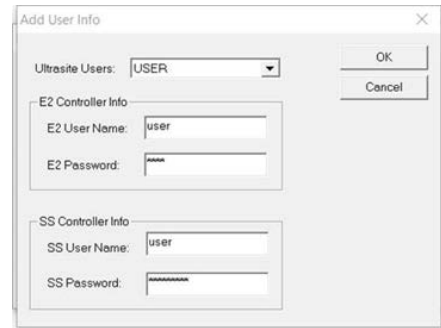 Add User Info
Ultrasite Users: USER
OK
Cancel
E2 Controller Info
E2 User Name: user
E2 Password: ****
SS Controller Info
SS User Name: user
SS Password: *********